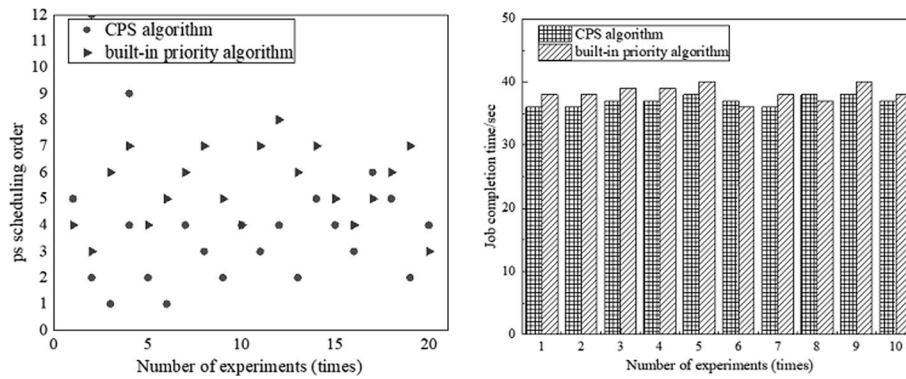 12
11
10
9
8
7
6
5
4
3
2
1
0
CPS algorithm
built-in priority algorithm
ps scheduling order
0 5 10 15 20
Number of experiments (times)
50
40
30
20
10
0
CPS algorithm
built-in priority algorithm
Job completion time/sec
1 2 3 4 5 6 7 8 9 10
Number of experiments (times)